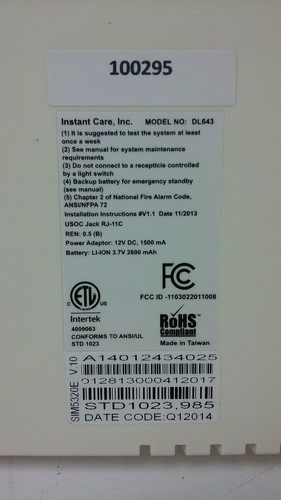 100295
Instant Care, Inc. MODEL NO: DL643
(1) It is suggested to test the system at least
once a week
(2) See manual for system maintenance
requirements
(3) Do not connect to a recepticle controlled
by a light switch
(4) Backup battery for emergency standby
(see manual)
(5) Chapter 2 of National Fire Alarm Code,
ANSI/NFPA 72
Installation Instructions #V1.1 Date 11/2013
USOC Jack RJ-11C
REN: 0.5 (B)
Power Adaptor: 12V DC, 1500 mA
Battery: LI-ION 3.7V 2600 mAh
FC
FCC ID -1103022011008
ETL
Intertek
4009063
CONFORMS TO ANSI/UL
STD 1023
RoHS
Compliant
Made in Taiwan
SIM5320E V.10
A14012434025
012813000412017
STD1023,985
DATE CODE:Q12014